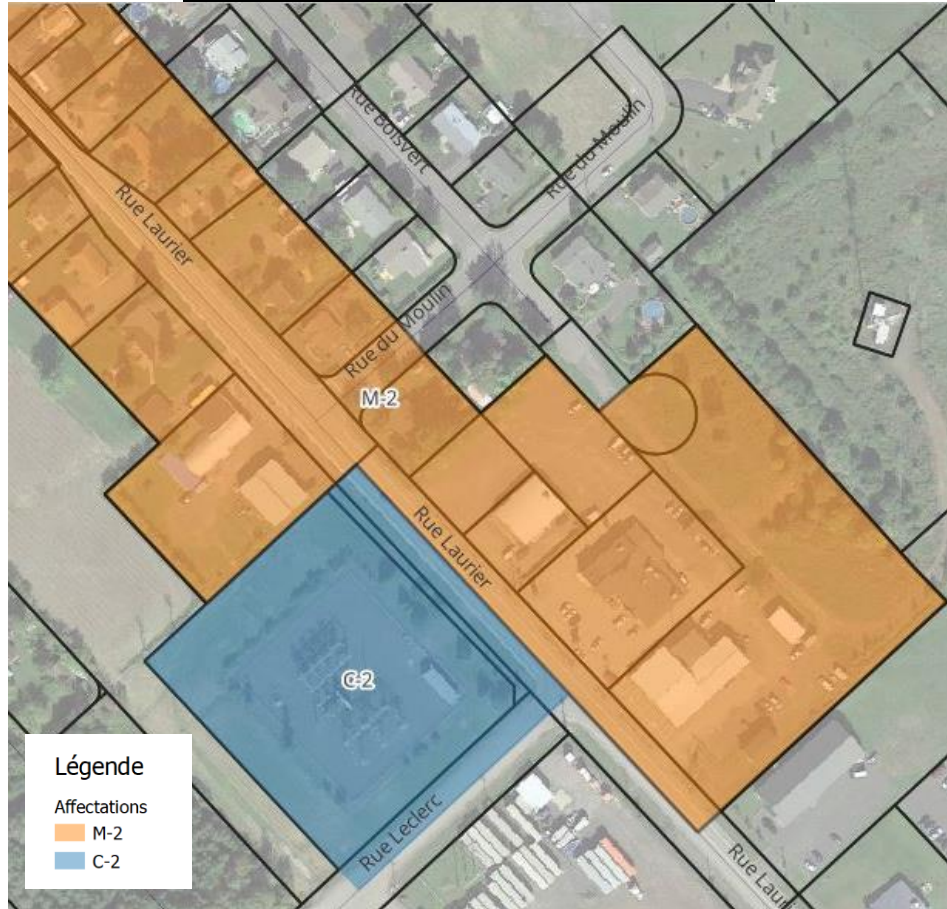 Rue Boisvert
Rue du Moulin
Rue Laurier
Rue du Moulin
M-2
Rue Laurier
C-2
Légende
Affectations
M-2
C-2
Rue Leclerc
Rue Lauri